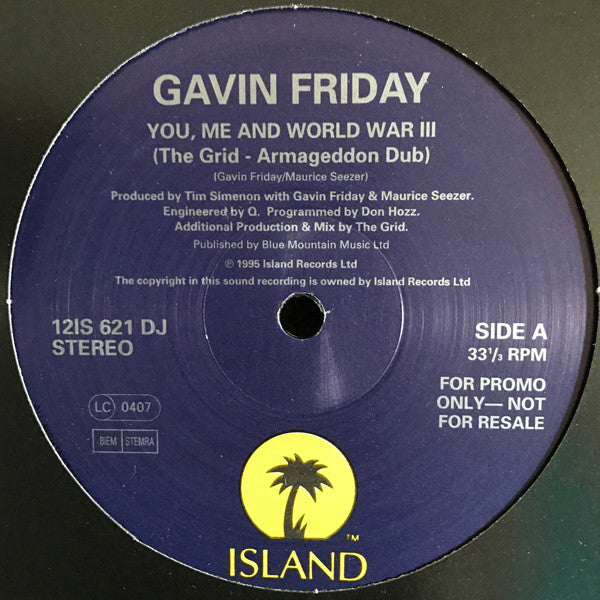 GAVIN FRIDAY
YOU, ME AND WORLD WAR III
(The Grid - Armageddon Dub)
(Gavin Friday/Maurice Seezer)
Produced by Tim Simenon with Gavin Friday & Maurice Seezer.
Engineered by Q. Programmed by Don Hozz.
Additional Production & Mix by The Grid.
Published by Blue Mountain Music Ltd
℗ 1995 Island Records Ltd
The copyright in this sound recording is owned by Island Records Ltd
12IS 621 DJ
STEREO
SIDE A
33 1/3 RPM
LC 0407
BIEM STEMRA
FOR PROMO
ONLY— NOT
FOR RESALE
TM
ISLAND